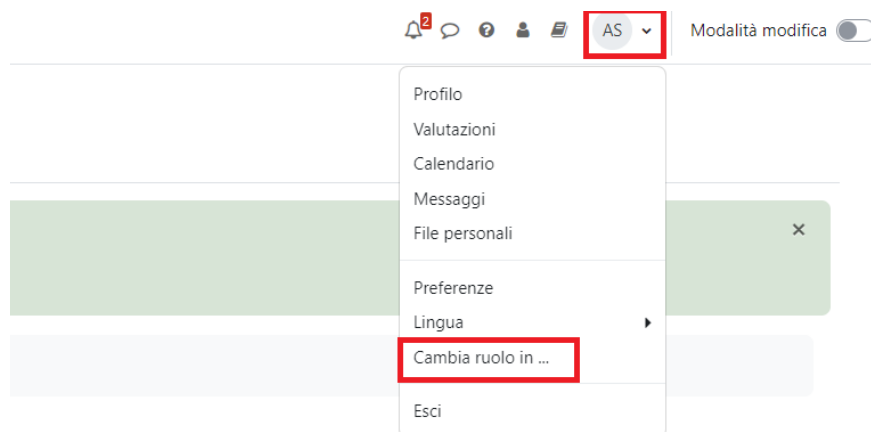 2
AS
Modalità modifica
Profilo
Valutazioni
Calendario
Messaggi
File personali
Preferenze
Lingua
Cambia ruolo in ...
Esci